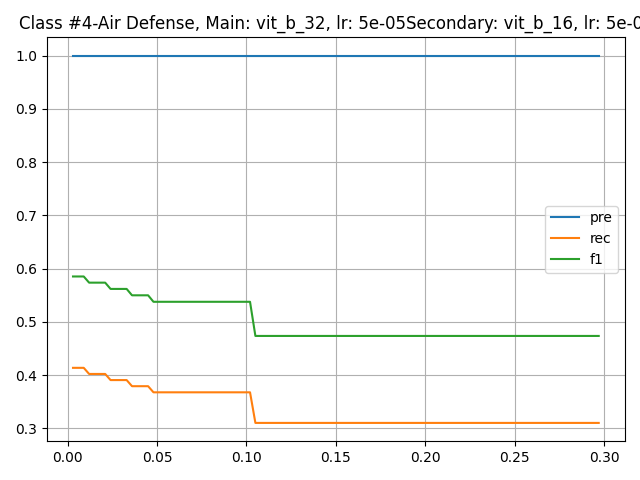 Class #4-Air Defense, Main: vit_b_32, lr: 5e-05Secondary: vit_b_16, lr: 5e-0
1.0
0.9
0.8
0.7
0.6
0.5
0.4
0.3
pre
rec
f1
0.00 0.05 0.10 0.15 0.20 0.25 0.30